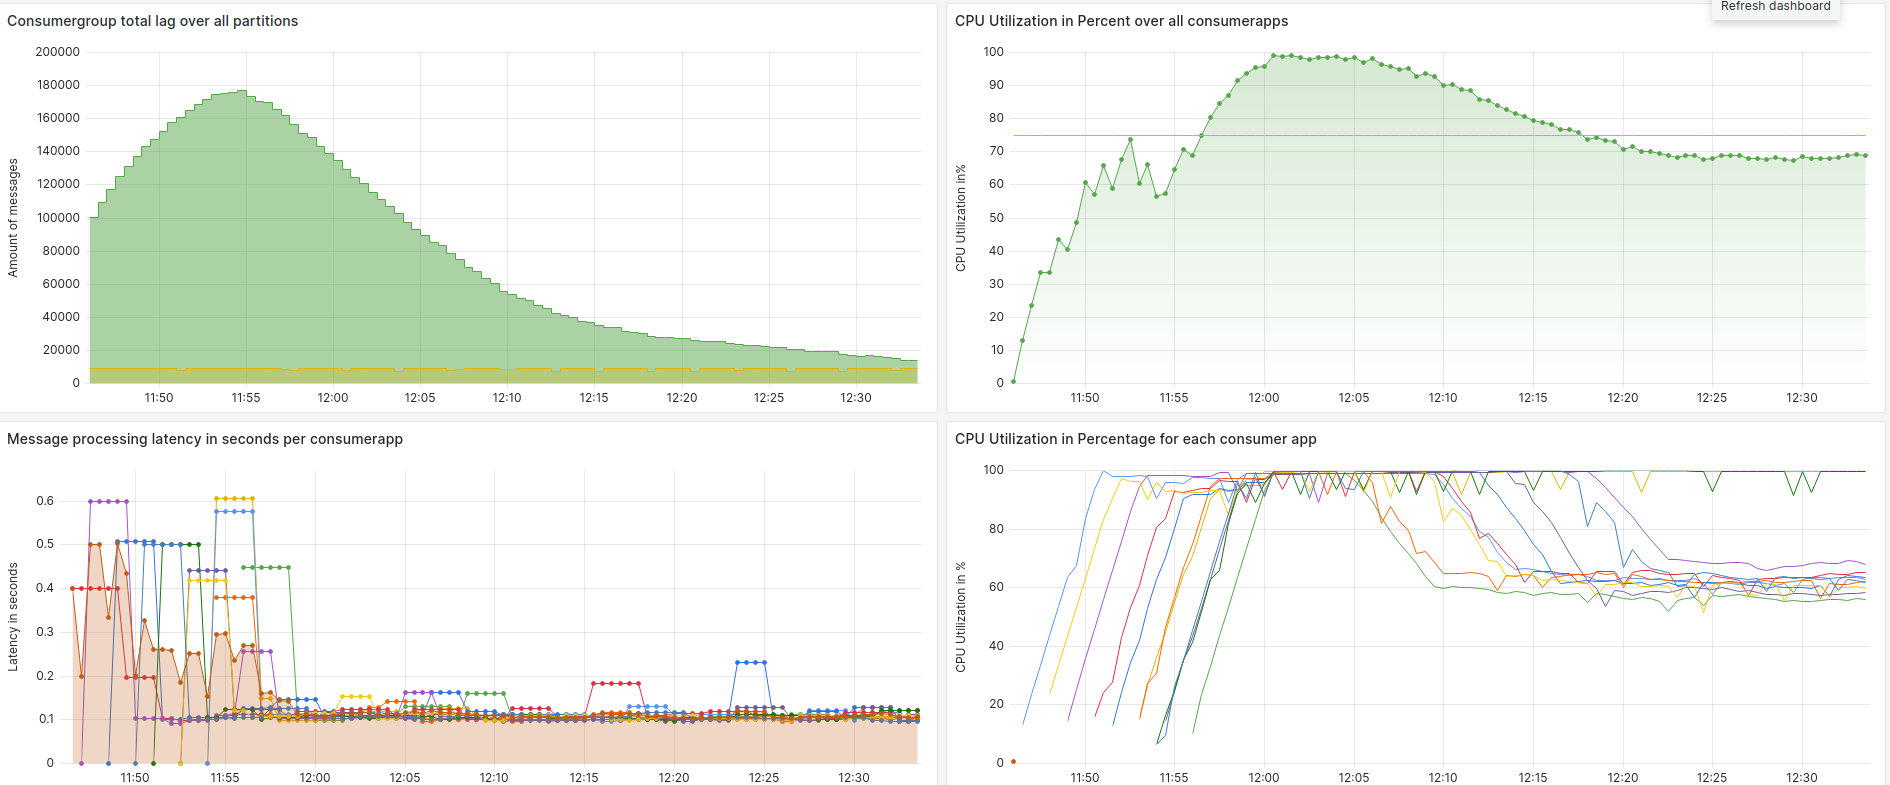 Consumergroup total lag over all partitions
200000
180000
160000
140000
120000
100000
80000
60000
40000
20000
0
Amount of messages
11:50 11:55 12:00 12:05 12:10 12:15 12:20 12:25 12:30
CPU Utilization in Percent over all consumerapps
Refresh dashboard
100
90
80
70
60
50
40
30
20
10
0
CPU Utilization in%
11:50 11:55 12:00 12:05 12:10 12:15 12:20 12:25 12:30
Message processing latency in seconds per consumerapp
0.6
0.5
0.4
0.3
0.2
0.1
0
Latency in seconds
11:50 11:55 12:00 12:05 12:10 12:15 12:20 12:25 12:30
CPU Utilization in Percentage for each consumer app
100
80
60
40
20
0
CPU Utilization in %
11:50 11:55 12:00 12:05 12:10 12:15 12:20 12:25 12:30